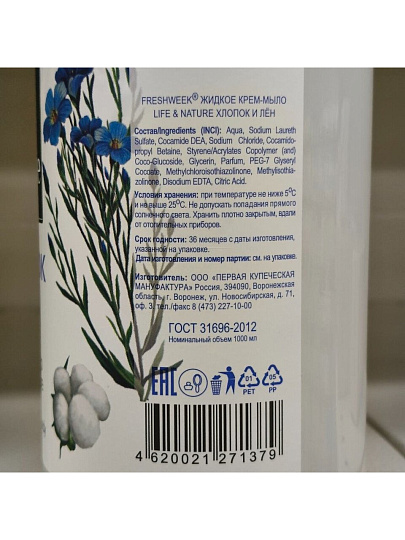 FRESHWEEK® ЖИДКОЕ КРЕМ-МЫЛО
LIFE & NATURE ХЛОПОК И ЛЁН
Состав/Ingredients (INCI): Aqua, Sodium Laureth
Sulfate, Cocamide DEA, Sodium Chloride, Cocamido-
propyl Betaine, Styrene/Acrylates Copolymer (and)
Coco-Glucoside, Glycerin, Parfum, PEG-7 Glyseryl
Cocoate, Methylchloroisothiazolinone, Methylisothia-
zolinone, Disodium EDTA, Citric Acid.
Условия хранения: при температуре не ниже 5°C
и не выше 25°C. Не допускать попадания прямого
солнечного света. Хранить плотно закрытым, вдали
от отопительных приборов.
Срок годности: 36 месяцев с даты изготовления,
указанной на упаковке.
Дата изготовления и номер партии: см. на упаковке.
Изготовитель: ООО "ПЕРВАЯ КУПЕЧЕСКАЯ
МАНУФАКТУРА" Россия, 394090, Воронежская
область, г. Воронеж, ул. Новосибирская, д. 71,
оф. 3, тел./факс 8 (473) 227-10-00
ГОСТ 31696-2012
Номинальный объем 1000 мл
EAC 01 PET 05 PP
4 620021 271379